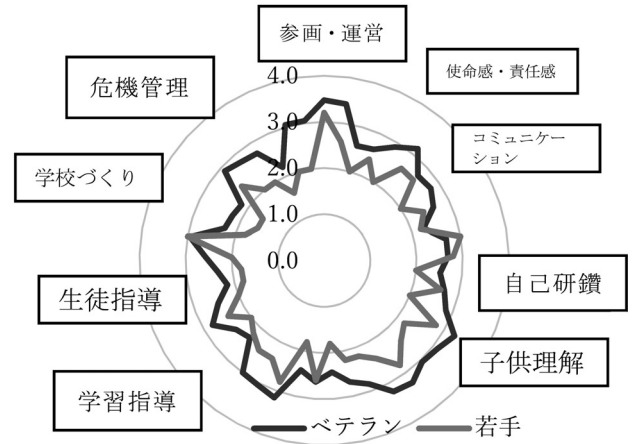 参画・運営
使命感・責任感
コミュニケー
ション
自己研鑽
子供理解
学習指導
生徒指導
学校づくり
危機管理
4.0
3.0
2.0
1.0
0.0
ベテラン
若手